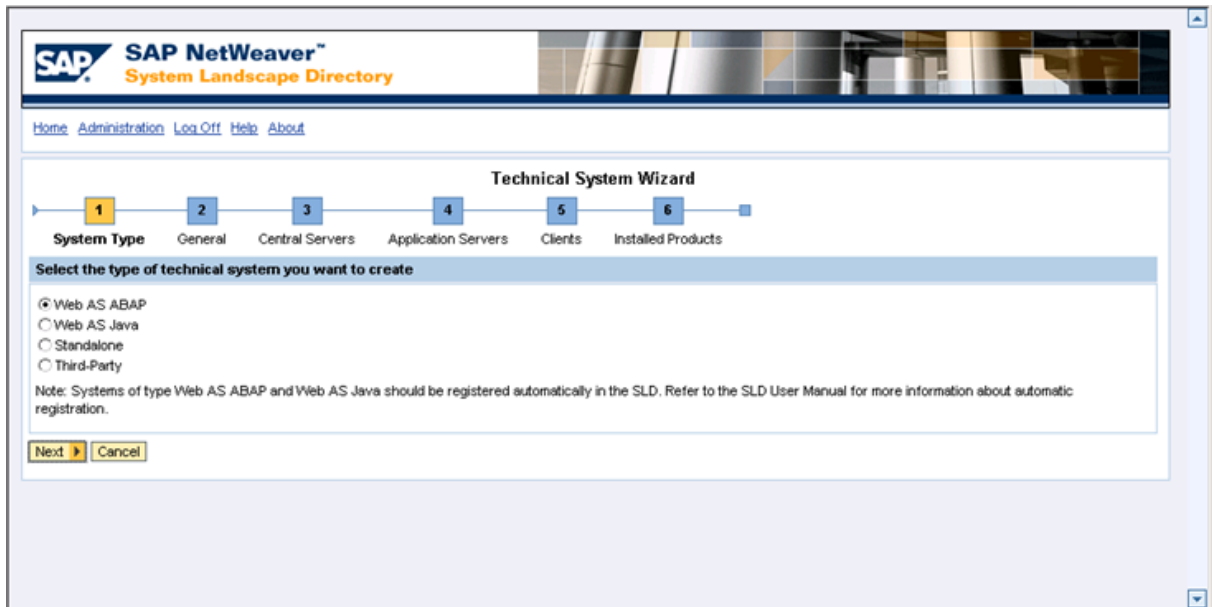 SAP SAP NetWeaver™
System Landscape Directory
Home Administration Log Off Help About
Technical System Wizard
1 2 3 4 5 6
System Type General Central Servers Application Servers Clients Installed Products
Select the type of technical system you want to create
Web AS ABAP
Web AS Java
Standalone
Third-Party
Note: Systems of type Web AS ABAP and Web AS Java should be registered automatically in the SLD. Refer to the SLD User Manual for more information about automatic
registration.
Next Cancel